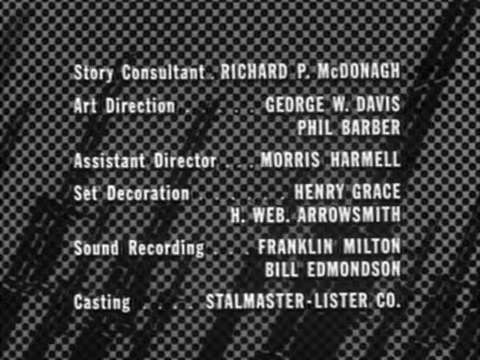 Story Consultant . RICHARD P. McDONAGH
Art Direction . . . . . GEORGE W. DAVIS
PHIL BARBER
Assistant Director . . . MORRIS HARMELL
Set Decoration . . . . . . . HENRY GRACE
H. WEB. ARROWSMITH
Sound Recording . . . FRANKLIN MILTON
BILL EDMONDSON
Casting . . . . STALMASTER-LISTER CO.